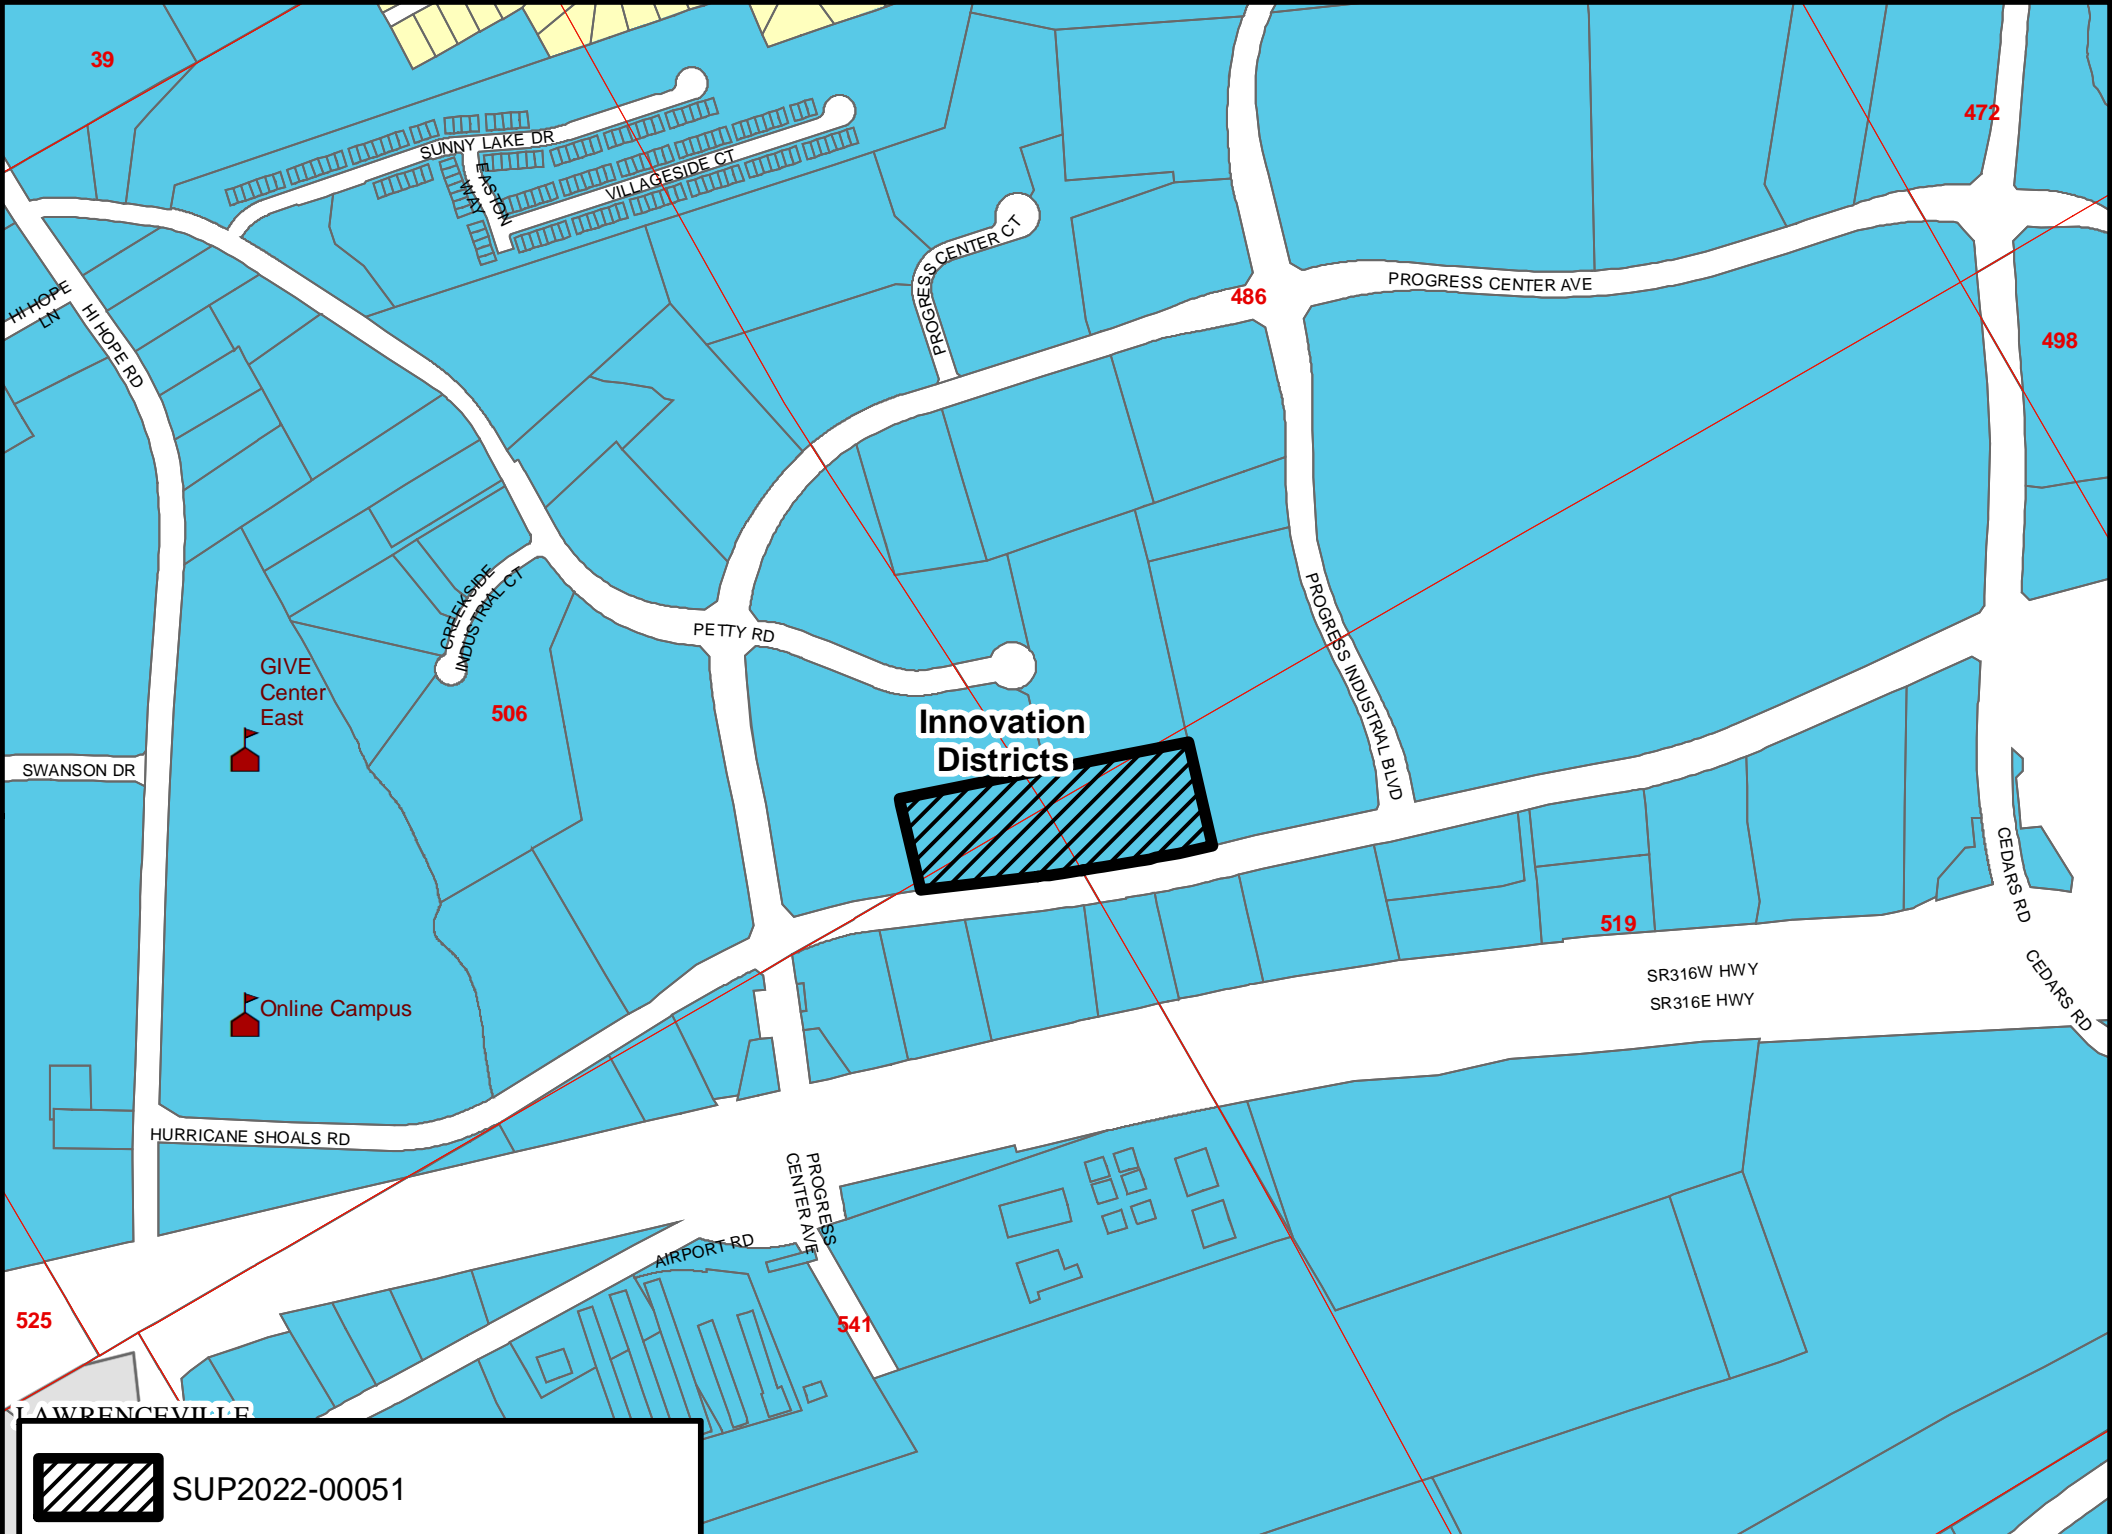 39
472
SUNNY LAKE DR
EASTON
WAY
VILLAGESIDE CT
PROGRESS CENTER CT
HI HOPE
LN
HI HOPE RD
486
PROGRESS CENTER AVE
498
CREEKSIDE
INDUSTRIAL CT
PETTY RD
PROGRESS INDUSTRIAL BLVD
GIVE
Center
East
506
Innovation
Districts
SWANSON DR
CEDARS RD
519
SR316W HWY
SR316E HWY
CEDARS RD
Online Campus
HURRICANE SHOALS RD
PROGRESS
CENTER AVE
AIRPORT RD
525
541
LAWRENCEVILLE
SUP2022-00051